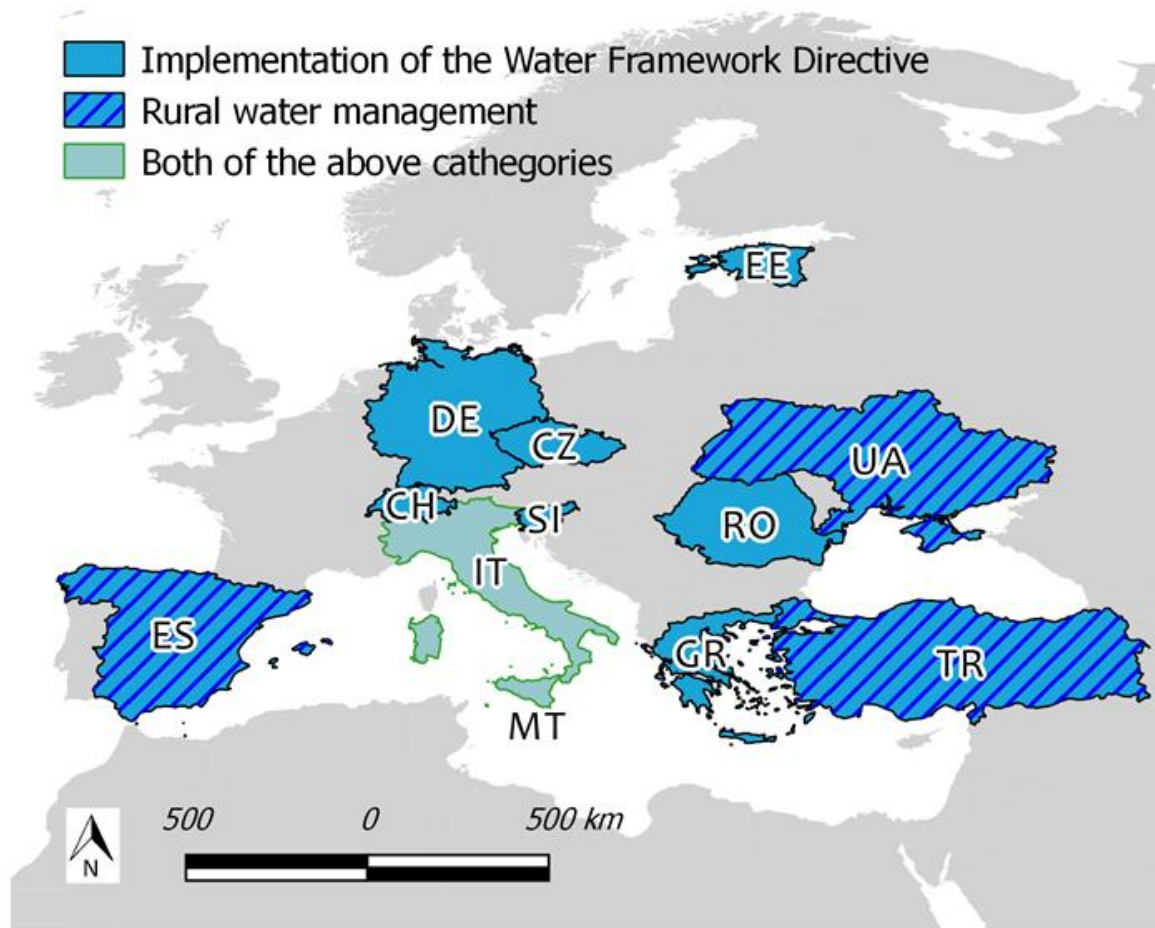 Implementation of the Water Framework Directive
Rural water management
Both of the above cathegories
EE
DE
CZ
UA
CH
SI
RO
IT
ES
GR
TR
MT
500 0 500 km
N